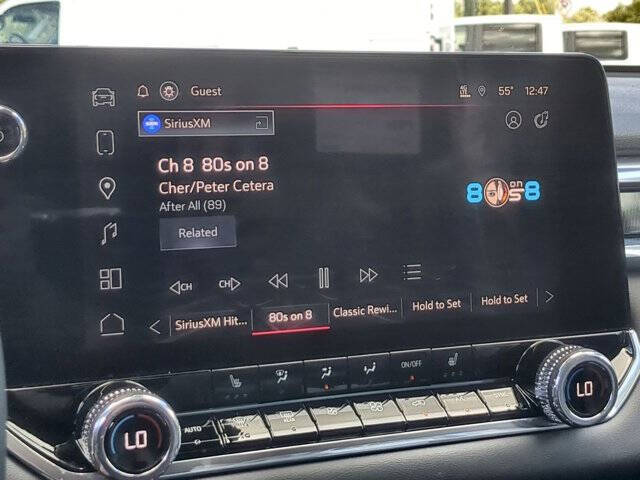 Guest 55° 12:47
SiriusXM
Ch 8 80s on 8
Cher/Peter Cetera
After All (89)
80s on 8
Related
CH CH
SiriusXM Hit... 80s on 8 Classic Rewi... Hold to Set Hold to Set
ON/OFF
LO AUTO LO